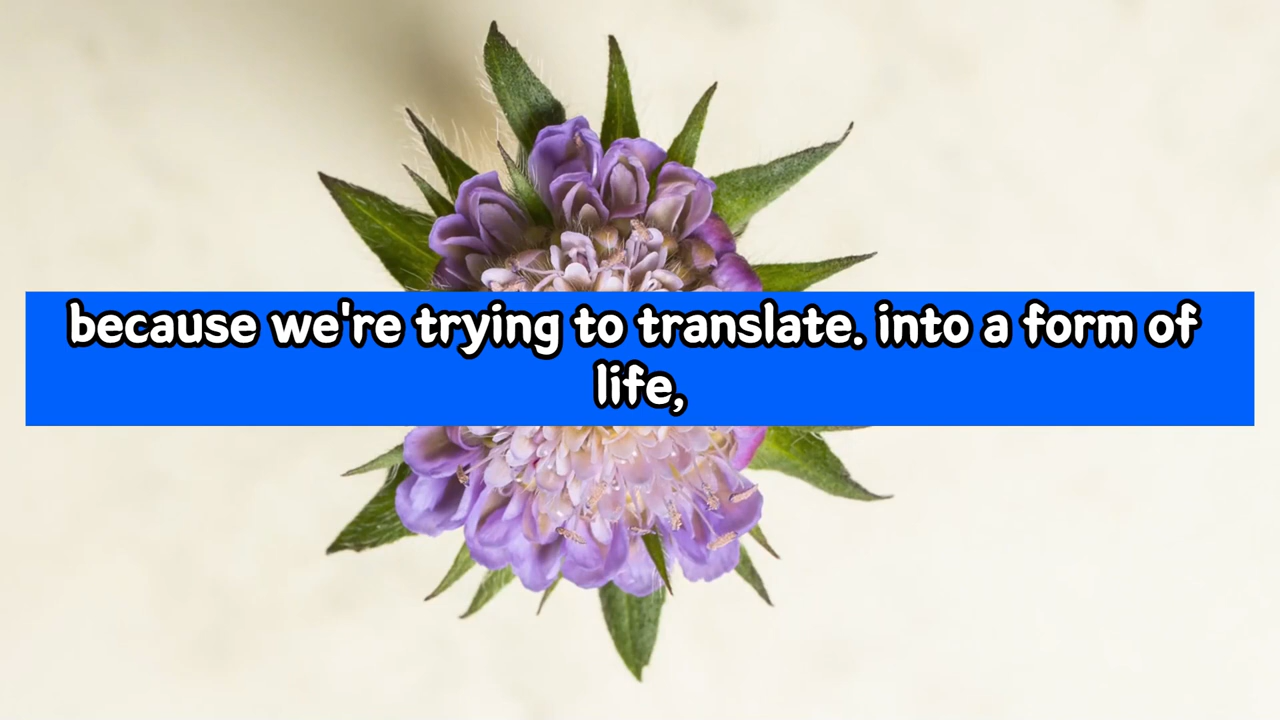 because we're trying to translate. into a form of
life,